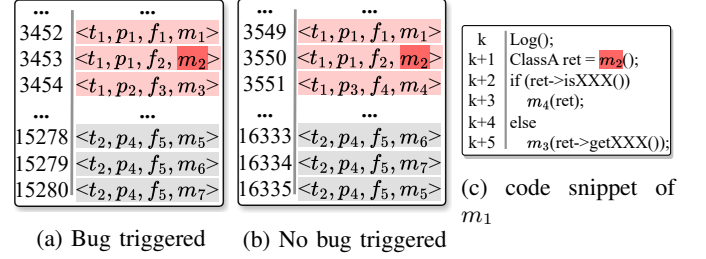 ...	...
3452	<t₁, p₁, f₁, m₁>
3453	<t₁, p₁, f₂, m₂>
3454	<t₁, p₂, f₃, m₃>
...	...
15278	<t₂, p₄, f₅, m₅>
15279	<t₂, p₄, f₅, m₆>
15280	<t₂, p₄, f₅, m₇>
(a) Bug triggered
...	...
3549	<t₁, p₁, f₁, m₁>
3550	<t₁, p₁, f₂, m₂>
3551	<t₁, p₃, f₄, m₄>
...	...
16333	<t₂, p₄, f₅, m₆>
16334	<t₂, p₄, f₅, m₇>
16335	<t₂, p₄, f₅, m₅>
(b) No bug triggered
k	Log();
k+1	ClassA ret = m₂();
k+2	if (ret->isXXX())
k+3	m₄(ret);
k+4	else
k+5	m₃(ret->getXXX());
(c) code snippet of
m₁